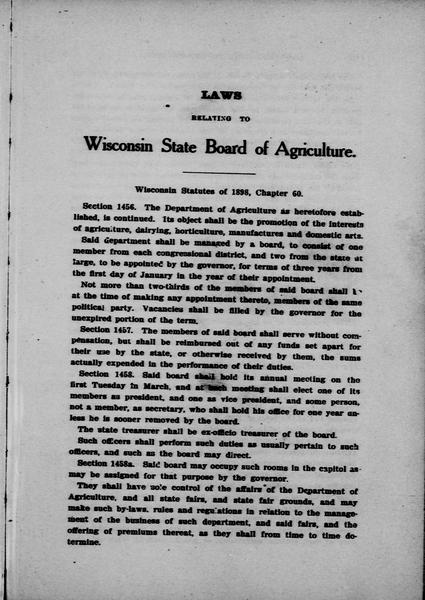 LAWS
RELATING TO
Wisconsin State Board of Agriculture.
Wisconsin Statutes of 1898, Chapter 60.
Section 1456. The Department of Agriculture as heretofore estab-
lished, is continued. Its object shall be the promotion of the interests
of agriculture, dairying, horticulture, manufactures and domestic arts.
Said department shall be managed by a board, to consist of one
member from each congressional district, and two from the state at
large, to be appointed by the governor, for terms of three years from
the first day of January in the year of their appointment.
Not more than two-thirds of the members of said board shall
at the time of making any appointment thereto, members of the same
political party. Vacancies shall be filled by the governor for the
unexpired portion of the term.
Section 1457. The members of said board shall serve without com-
pensation, but shall be reimbursed out of any funds set apart for
their use by the state, or otherwise received by them, the sums
actually expended in the performance of their duties.
Section 1458. Said board shall hold its annual meeting on the
first Tuesday in March, and at such meeting shall elect one of its
members as president, and one as vice president, and some person,
not a member, as secretary, who shall hold his office for one year un-
less he is sooner removed by the board.
The state treasurer shall be ex-officio treasurer of the board.
Such officers shall perform such duties as usually pertain to such
officers, and such as the board may direct.
Section 1458a. Said board may occupy such rooms in the capitol as
may be assigned for that purpose by the governor.
They shall have sole control of the affairs of the Department of
Agriculture, and all state fairs, and state fair grounds, and may
make such by-laws, rules and regulations in relation to the manage-
ment of the business of such department, and said fairs, and the
offering of premiums thereat, as they shall from time to time de-
termine.